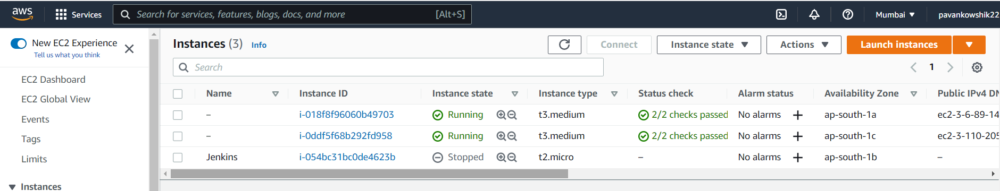 aws Services Search for services, features, blogs, docs, and more [Alt+S] Mumbai pavankowshik22
New EC2 Experience
Tell us what you think
EC2 Dashboard
EC2 Global View
Events
Tags
Limits
Instances
Instances (3) Info Connect Instance state Actions Launch instances
Search 1
Name Instance ID Instance state Instance type Status check Alarm status Availability Zone Public IPv4 DN
– i-018f8f96060b49703 Running t3.medium 2/2 checks passed No alarms + ap-south-1a ec2-3-6-89-14
– i-0ddf5f68b292fd958 Running t3.medium 2/2 checks passed No alarms + ap-south-1c ec2-3-110-205
Jenkins i-054bc31bc0de4623b Stopped t2.micro – No alarms + ap-south-1b –